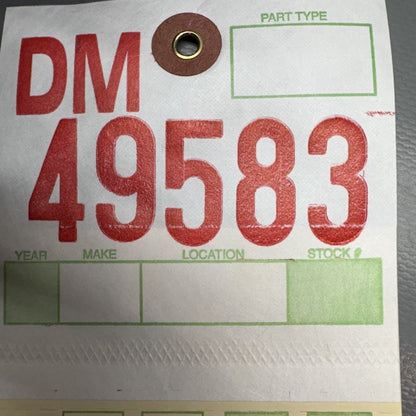 DM
PART TYPE
49583
YEAR MAKE LOCATION STOCK#